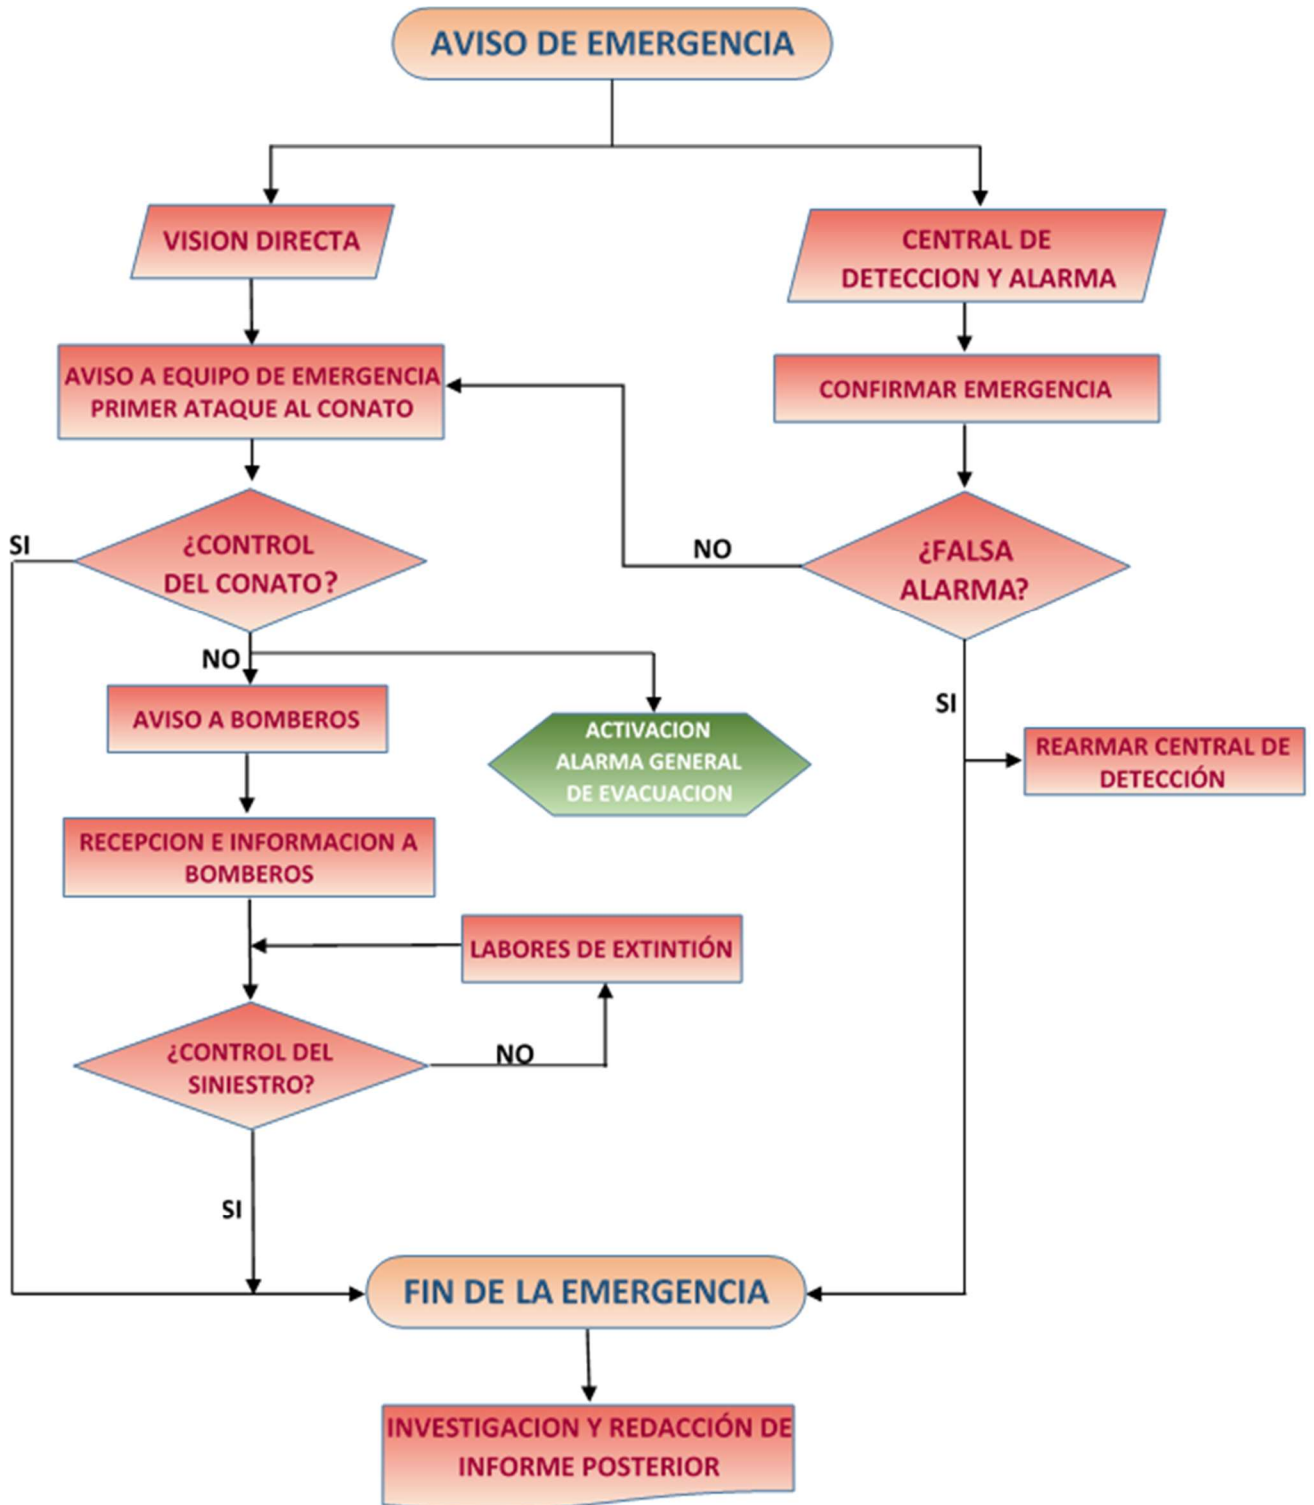 AVISO DE EMERGENCIA
VISION DIRECTA
CENTRAL DE
DETECCION Y ALARMA
AVISO A EQUIPO DE EMERGENCIA
PRIMER ATAQUE AL CONATO
CONFIRMAR EMERGENCIA
SI
¿CONTROL
DEL CONATO?
NO
¿FALSA
ALARMA?
NO
SI
AVISO A BOMBEROS
ACTIVACION
ALARMA GENERAL
DE EVACUACION
REARMAR CENTRAL DE
DETECCIÓN
RECEPCION E INFORMACION A
BOMBEROS
LABORES DE EXTINTIÓN
¿CONTROL DEL
SINIESTRO?
NO
SI
FIN DE LA EMERGENCIA
INVESTIGACION Y REDACCIÓN DE
INFORME POSTERIOR